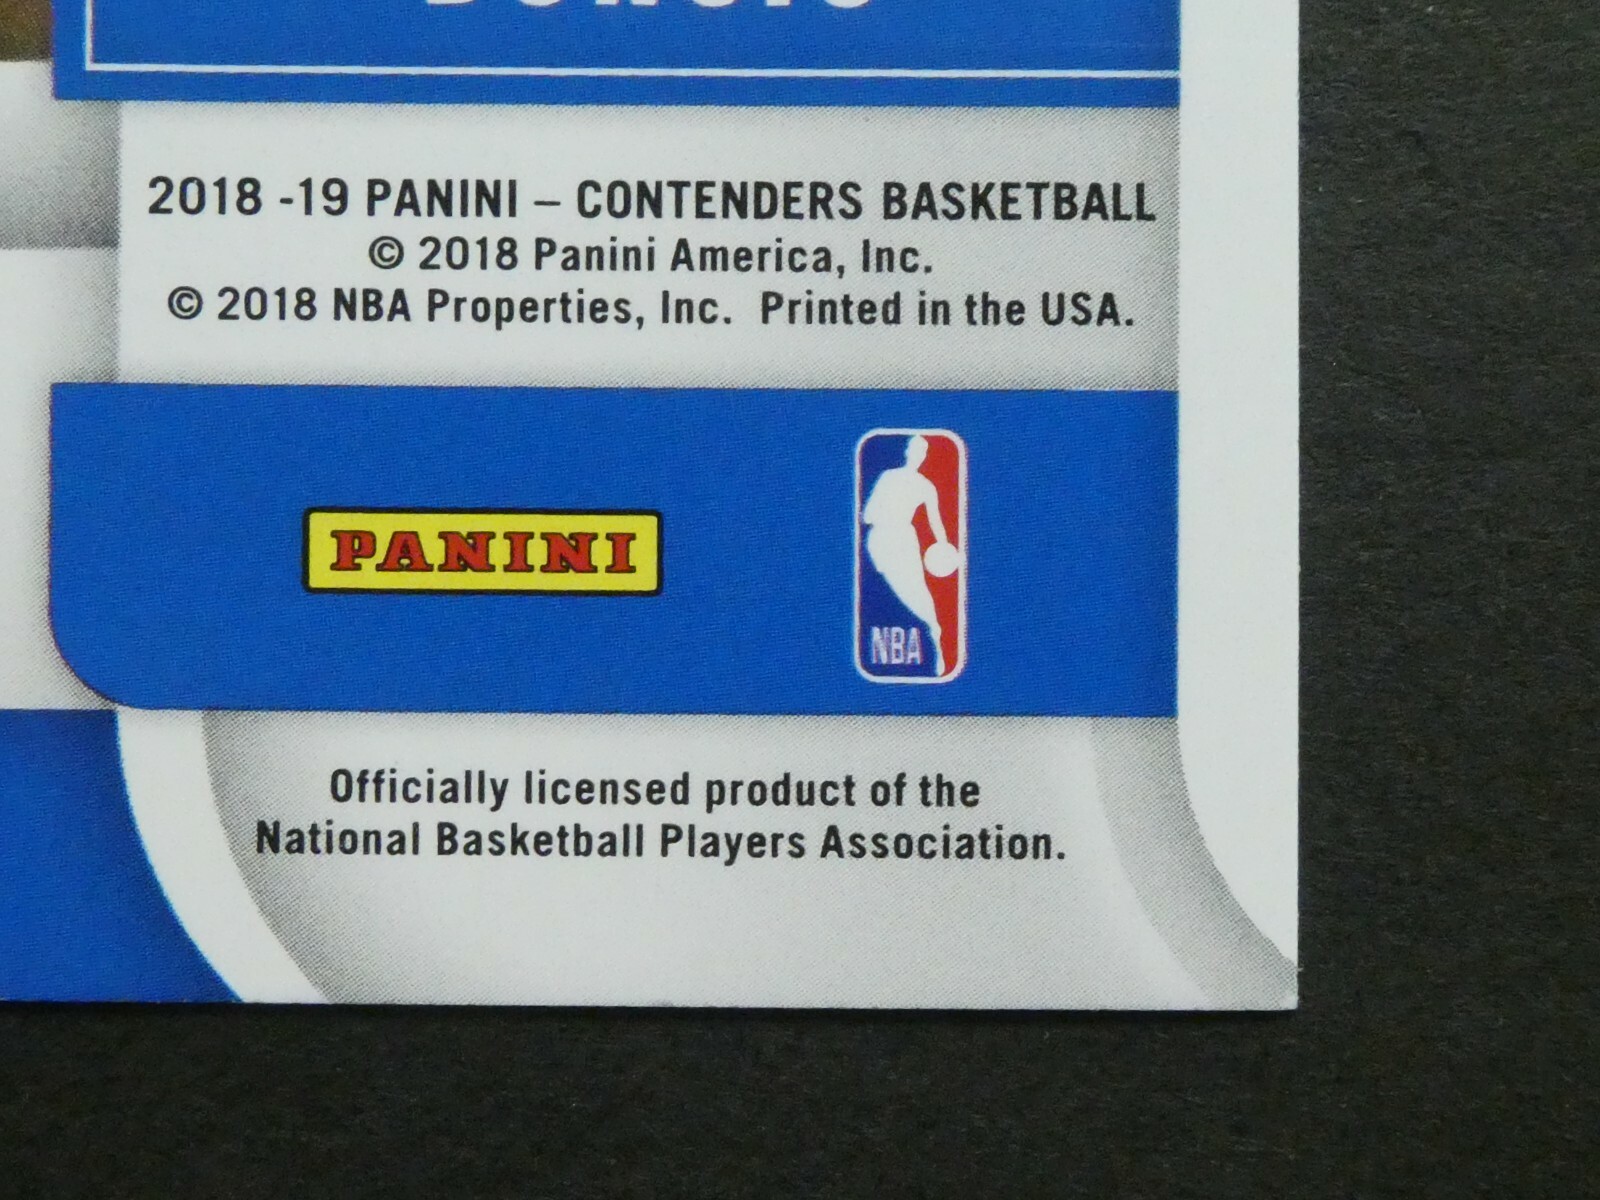 2018 -19 PANINI – CONTENDERS BASKETBALL
© 2018 Panini America, Inc.
© 2018 NBA Properties, Inc. Printed in the USA.
PANINI
NBA
Officially licensed product of the
National Basketball Players Association.